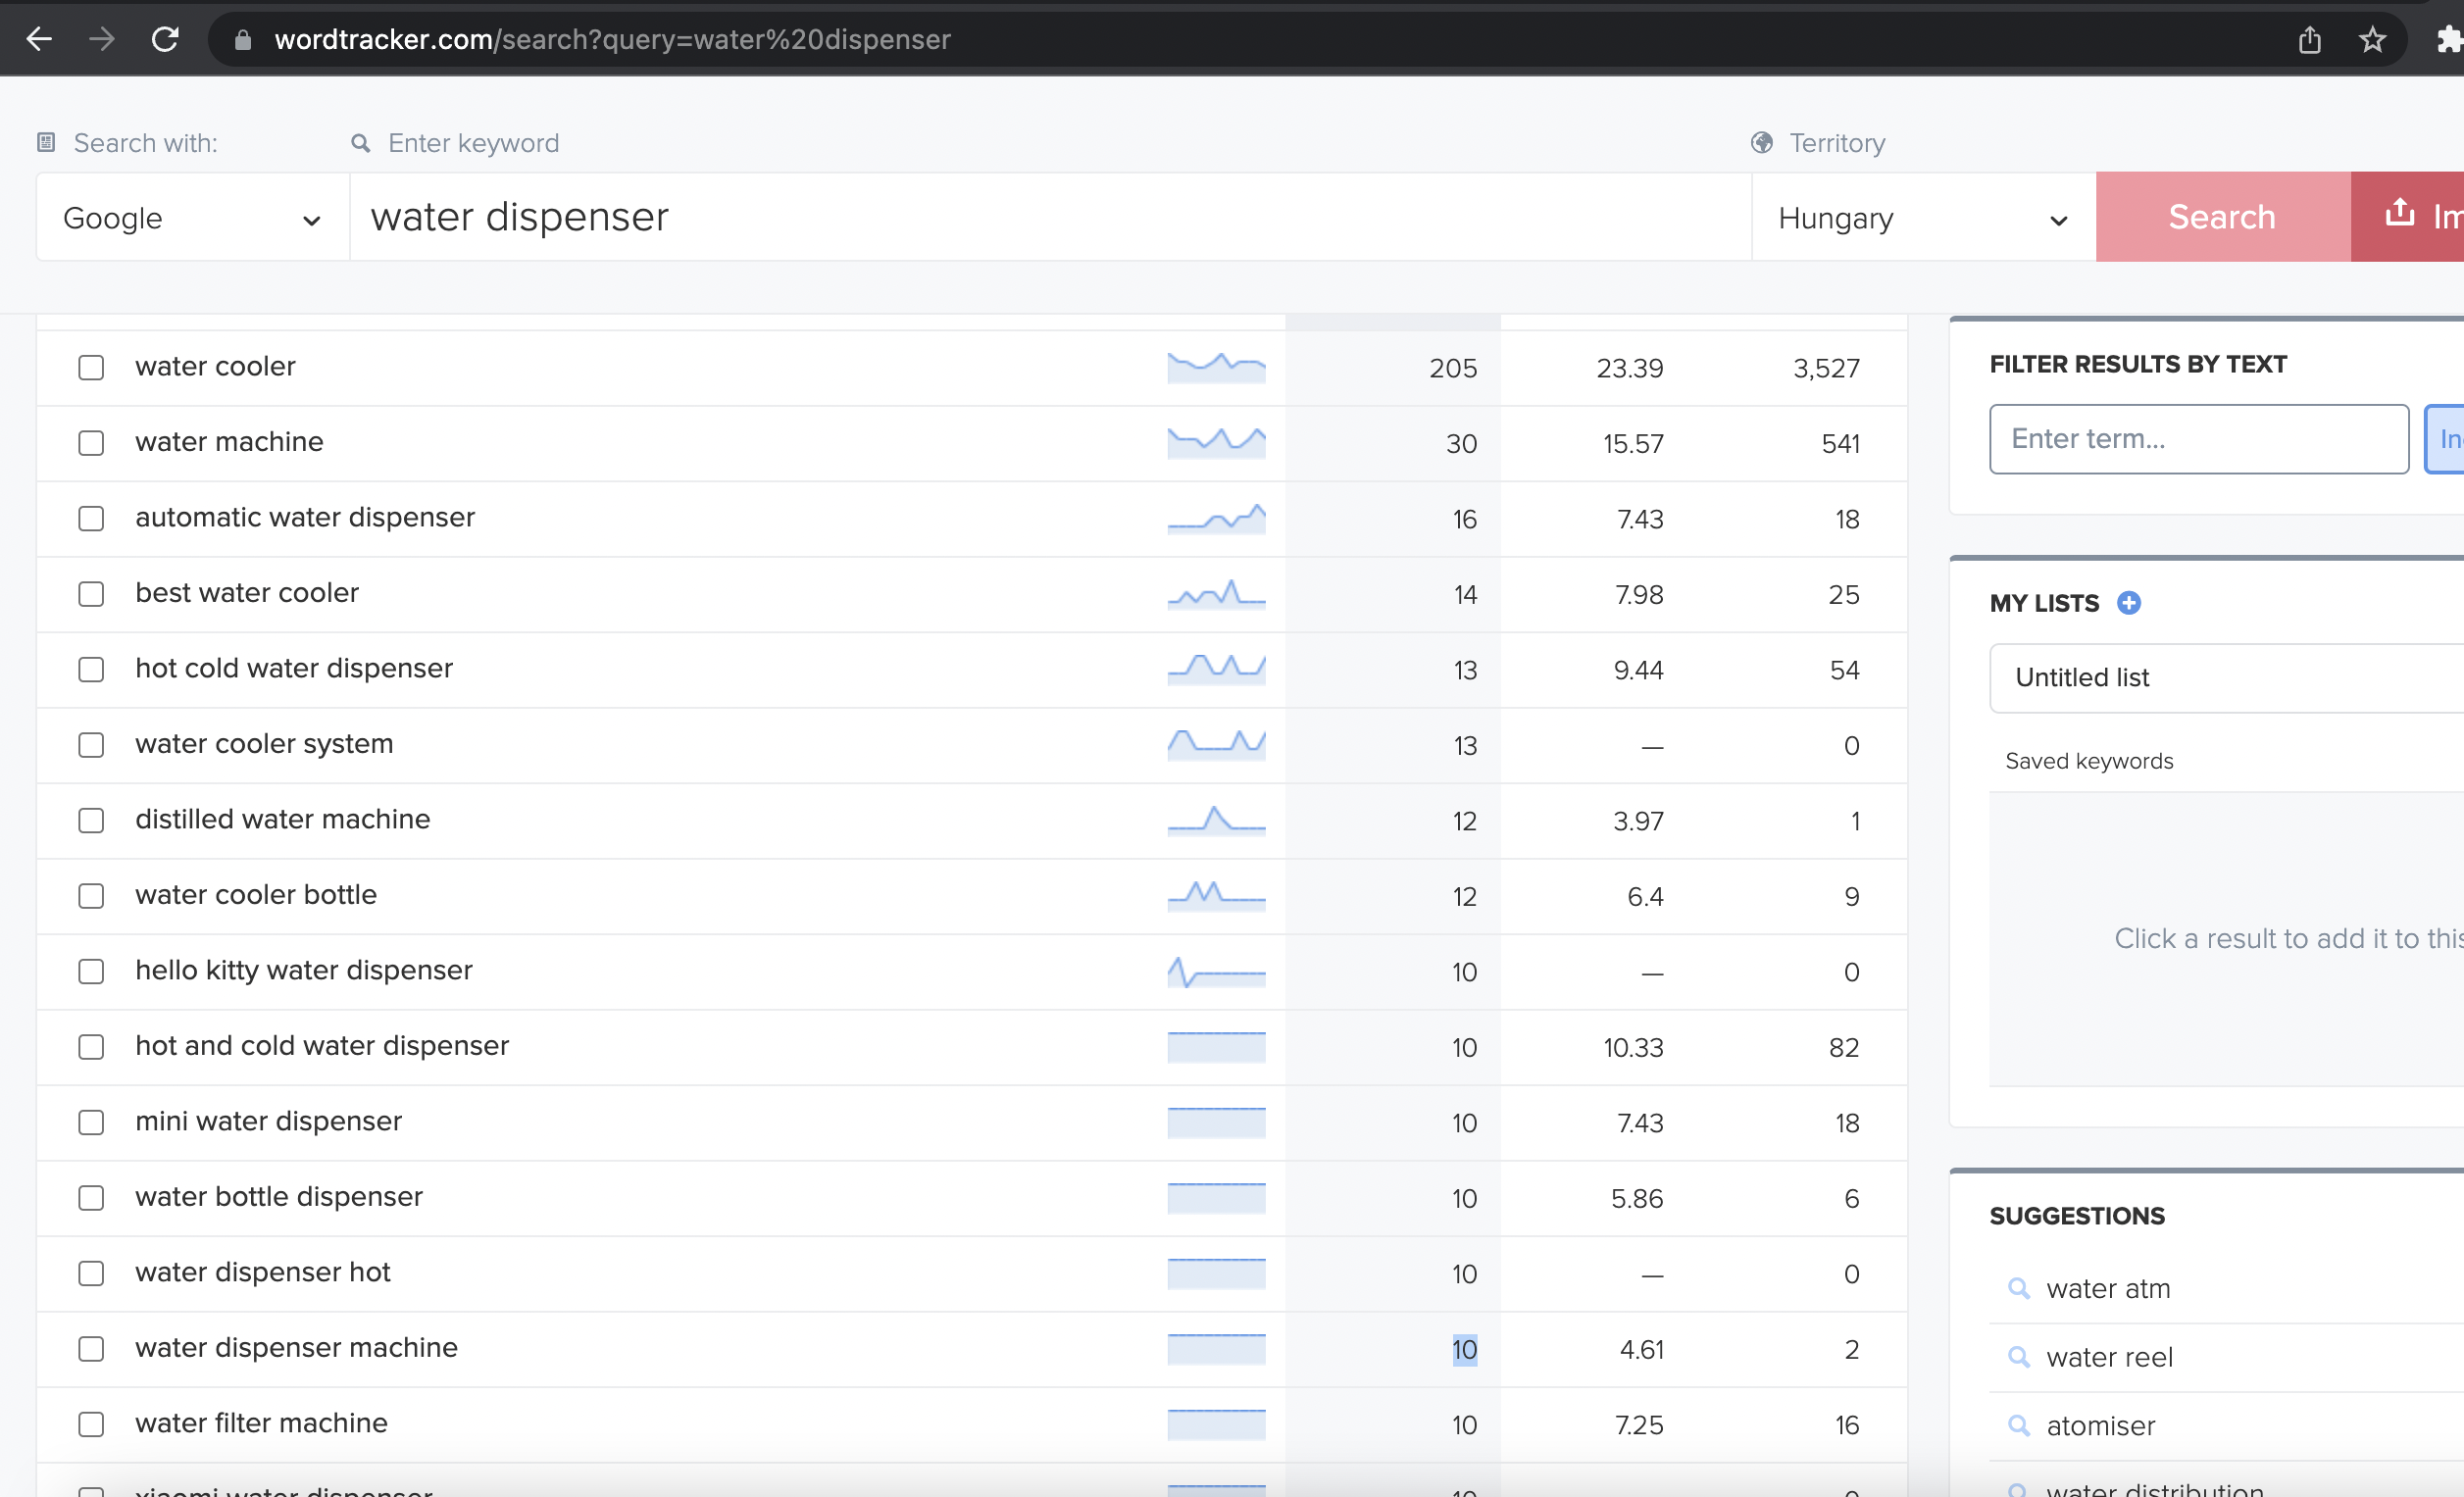 wordtracker.com/search?query=water%20dispenser
Search with: Enter keyword Territory
Google water dispenser Hungary Search
water cooler 205 23.39 3,527
water machine 30 15.57 541
automatic water dispenser 16 7.43 18
best water cooler 14 7.98 25
hot cold water dispenser 13 9.44 54
water cooler system 13 — 0
distilled water machine 12 3.97 1
water cooler bottle 12 6.4 9
hello kitty water dispenser 10 — 0
hot and cold water dispenser 10 10.33 82
mini water dispenser 10 7.43 18
water bottle dispenser 10 5.86 6
water dispenser hot 10 — 0
water dispenser machine 10 4.61 2
water filter machine 10 7.25 16
xiaomi water dispenser 10 0
FILTER RESULTS BY TEXT
Enter term...
MY LISTS
Untitled list
Saved keywords
Click a result to add it to this
SUGGESTIONS
water atm
water reel
atomiser
water distribution